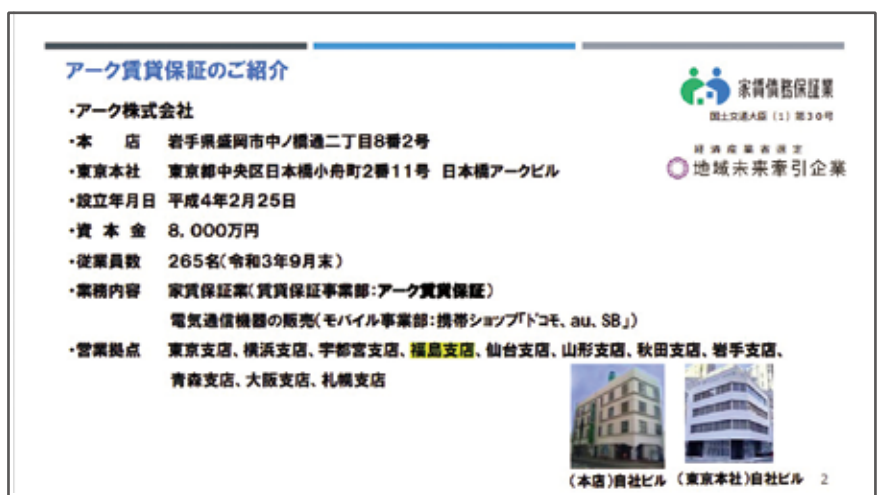 アーク賃貸保証のご紹介
家賃債務保証業
国土交通大臣(1)第30号
経済産業省選定
地域未来牽引企業
・アーク株式会社
・本 店 岩手県盛岡市中ノ橋通二丁目8番2号
・東京本社 東京都中央区日本橋小舟町2番11号 日本橋アークビル
・設立年月日 平成4年2月25日
・資 本 金 8,000万円
・従業員数 265名(令和3年9月末)
・業務内容 家賃保証業(賃貸保証事業部:アーク賃貸保証)
電気通信機器の販売(モバイル事業部:携帯ショップ「ドコモ、au、SB」)
・営業拠点 東京支店、横浜支店、宇都宮支店、福島支店、仙台支店、山形支店、秋田支店、岩手支店、
青森支店、大阪支店、札幌支店
(本店)自社ビル (東京本社)自社ビル 2